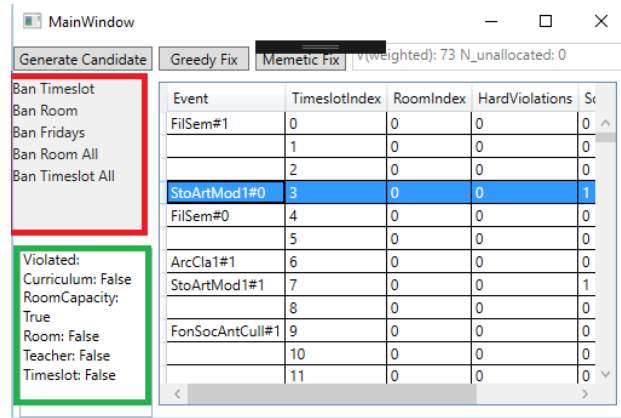 MainWindow
Generate Candidate Greedy Fix Memetic Fix V(weighted): 73 N_unallocated: 0
Ban Timeslot
Ban Room
Ban Fridays
Ban Room All
Ban Timeslot All
Violated:
Curriculum: False
RoomCapacity:
True
Room: False
Teacher: False
Timeslot: False
Event TimeslotIndex RoomIndex HardViolations
FilSem#1 0 0 0 0
1 0 0 0
2 0 0 0
StoArtMod1#0 3 0 0 1
FilSem#0 4 0 0 0
5 0 0 0
ArcCla1#1 6 0 0 0
StoArtMod1#1 7 0 0 1
8 0 0 0
FonSocAntCull#1 9 0 0 0
10 0 0 0
11 0 0 0